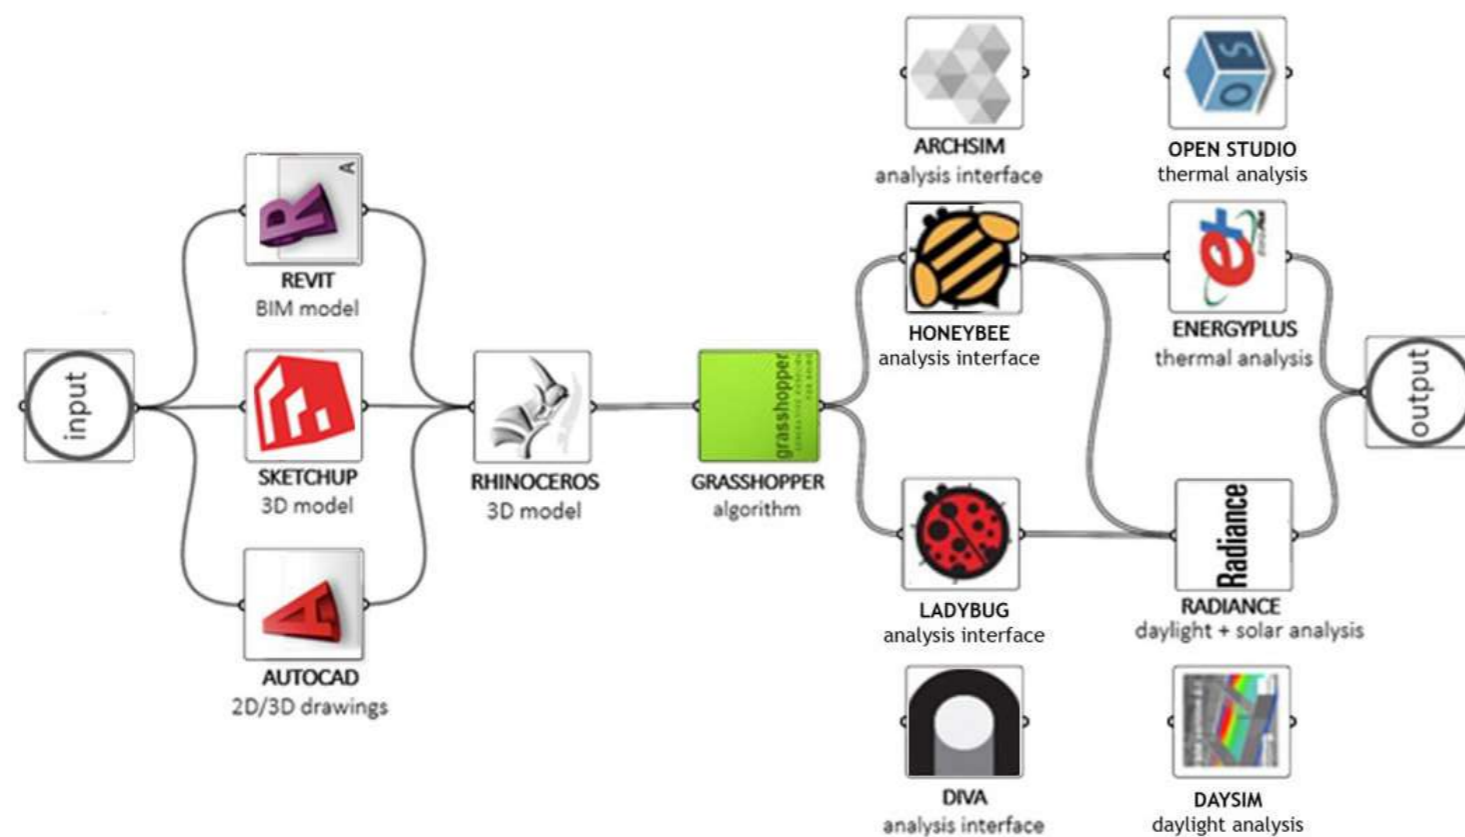 input
A
R
REVIT
BIM model
SKETCHUP
3D model
A
AUTOCAD
2D/3D drawings
RHINOCEROS
3D model
grasshopper
GRASSHOPPER
algorithm
ARCHSIM
analysis interface
HONEYBEE
analysis interface
LADYBUG
analysis interface
DIVA
analysis interface
S
O
OPEN STUDIO
thermal analysis
e+
ENERGYPLUS
thermal analysis
Radiance
RADIANCE
daylight + solar analysis
DAYSIM
daylight analysis
output